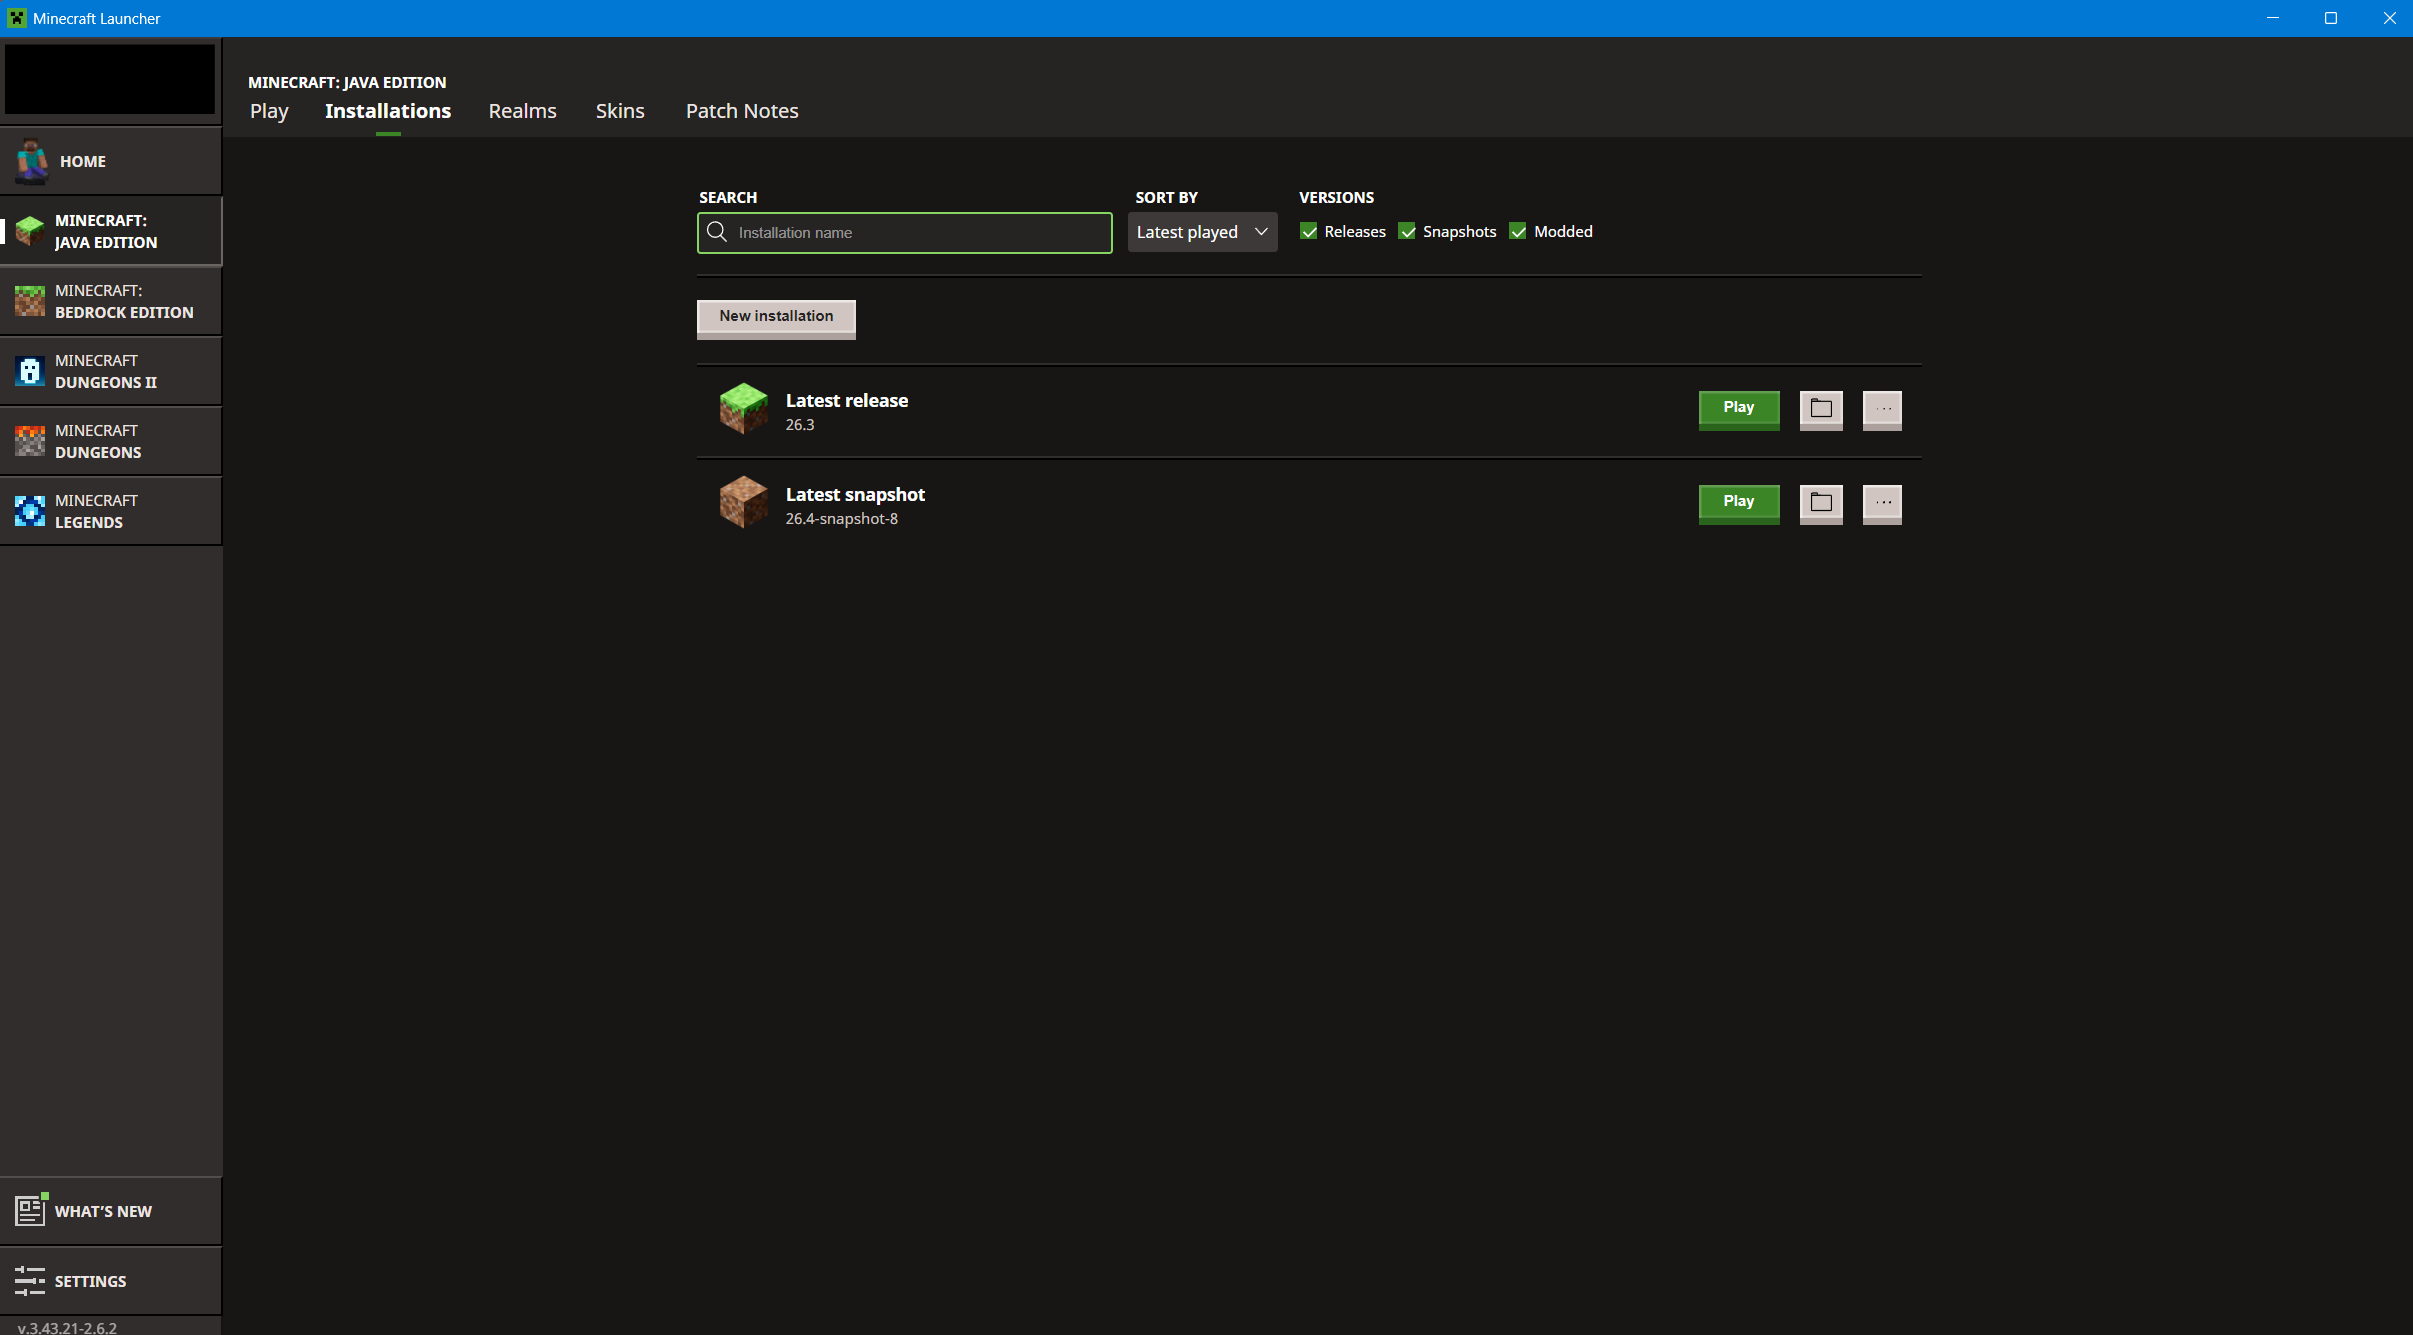 Minecraft Launcher
MINECRAFT: JAVA EDITION
Play Installations Realms Skins Patch Notes
HOME
MINECRAFT:
JAVA EDITION
MINECRAFT:
BEDROCK EDITION
MINECRAFT
DUNGEONS II
MINECRAFT
DUNGEONS
MINECRAFT
LEGENDS
WHAT'S NEW
SETTINGS
v.3.43.21-2.6.2
SEARCH SORT BY VERSIONS
Installation name Latest played Releases Snapshots Modded
New installation
Latest release
26.3
Play
Latest snapshot
26.4-snapshot-8
Play